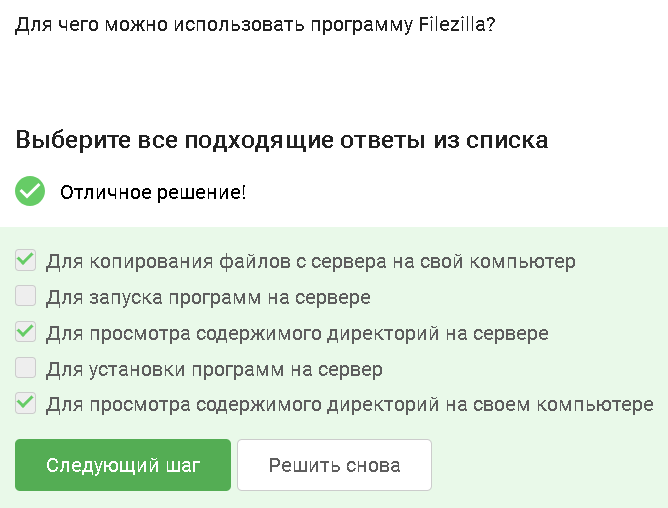 Для чего можно использовать программу Filezilla?
Выберите все подходящие ответы из списка
Отличное решение!
Для копирования файлов с сервера на свой компьютер
Для запуска программ на сервере
Для просмотра содержимого директорий на сервере
Для установки программ на сервер
Для просмотра содержимого директорий на своем компьютере
Следующий шаг
Решить снова